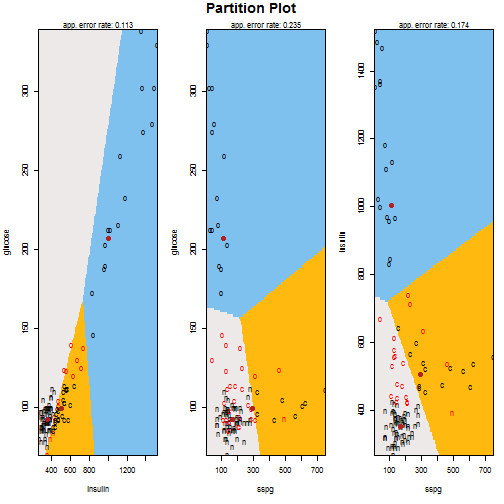 Partition Plot
app. error rate: 0.113
app. error rate: 0.235
app. error rate: 0.174
glucose
100
150
200
250
300
400 600 800 1200
insulin
glucose
100
150
200
250
300
100 300 500 700
sspg
insulin
400
600
800
1000
1200
1400
100 300 500 700
sspg